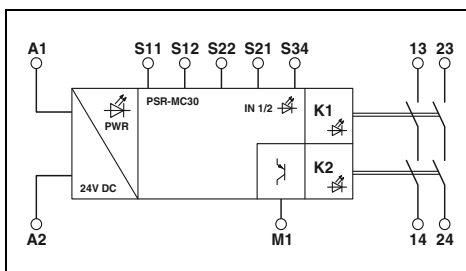 A1 S11 S12 S22 S21 S34 13 23
PSR-MC30 IN 1/2 K1
PWR
24V DC K2
A2 M1 14 24